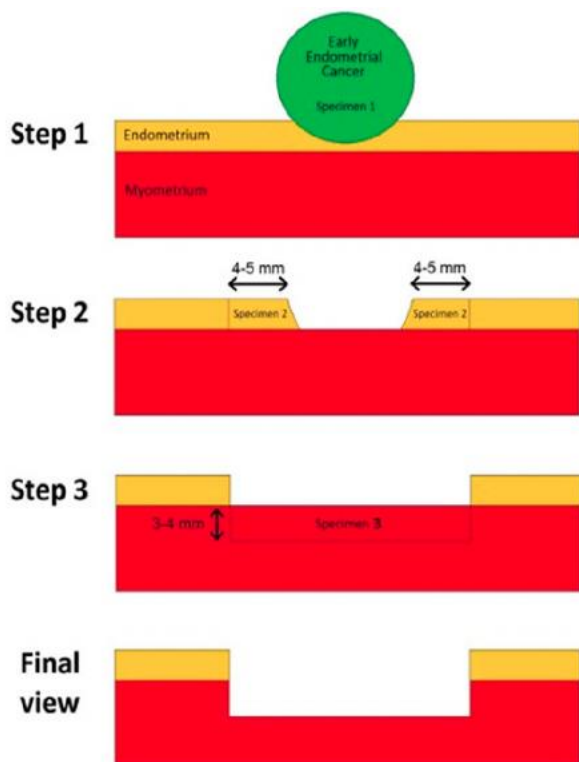 Early
Endometrial
Cancer
Specimen 1
Step 1
Endometrium
Myometrium
4-5 mm
4-5 mm
Step 2
Specimen 2
Specimen 2
Step 3
3-4 mm
Specimen 3
Final
view